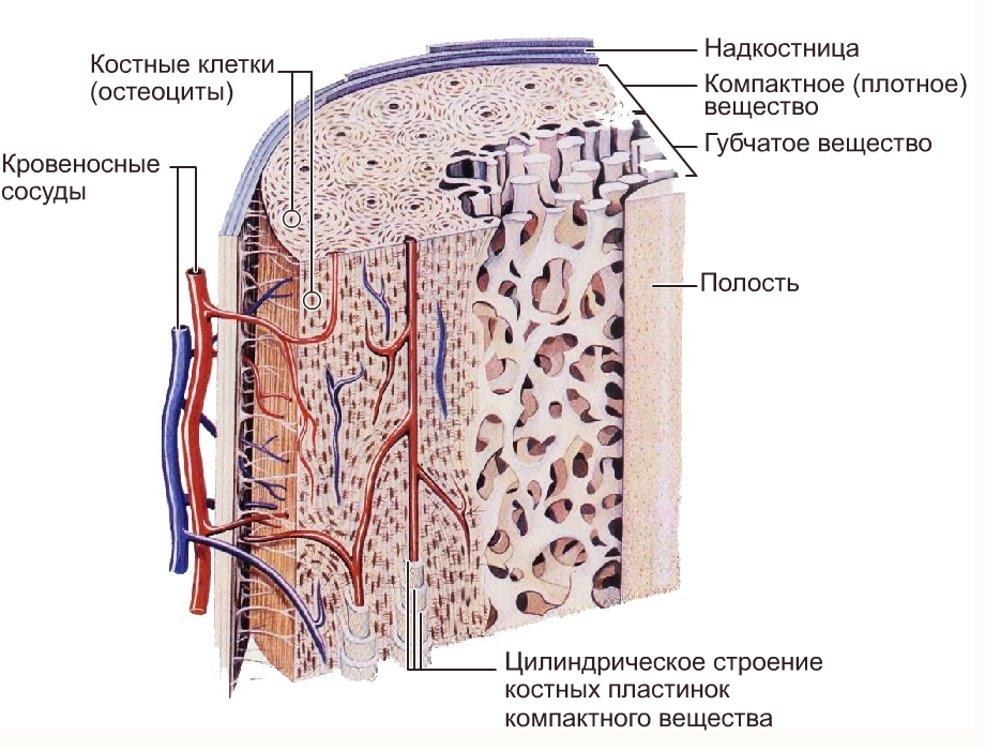 Надкостница
Костные клетки
(остеоциты)
Компактное (плотное)
вещество
Губчатое вещество
Кровеносные
сосуды
Полость
Цилиндрическое строение
костных пластинок
компактного вещества